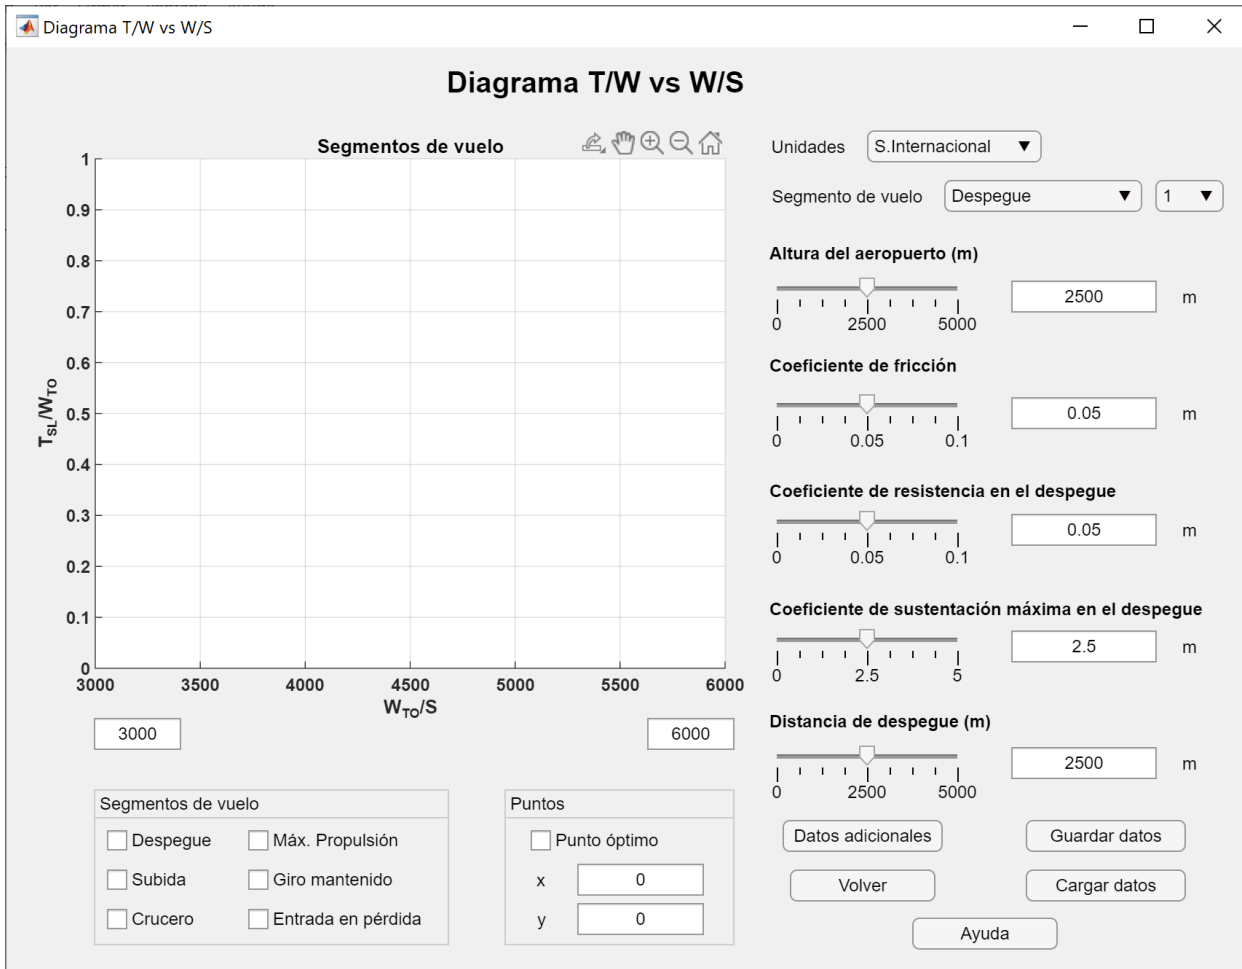 Diagrama T/W vs W/S
Diagrama T/W vs W/S
Segmentos de vuelo
1
0.9
0.8
0.7
0.6
0.5
0.4
0.3
0.2
0.1
0
T_SL/W_TO
3000 3500 4000 4500 5000 5500 6000
W_TO/S
3000 6000
Segmentos de vuelo
Despegue Máx. Propulsión
Subida Giro mantenido
Crucero Entrada en pérdida
Puntos
Punto óptimo
x 0
y 0
Unidades S.Internacional
Segmento de vuelo Despegue 1
Altura del aeropuerto (m)
0 2500 5000
2500 m
Coeficiente de fricción
0 0.05 0.1
0.05 m
Coeficiente de resistencia en el despegue
0 0.05 0.1
0.05 m
Coeficiente de sustentación máxima en el despegue
0 2.5 5
2.5 m
Distancia de despegue (m)
0 2500 5000
2500 m
Datos adicionales Guardar datos
Volver Cargar datos
Ayuda